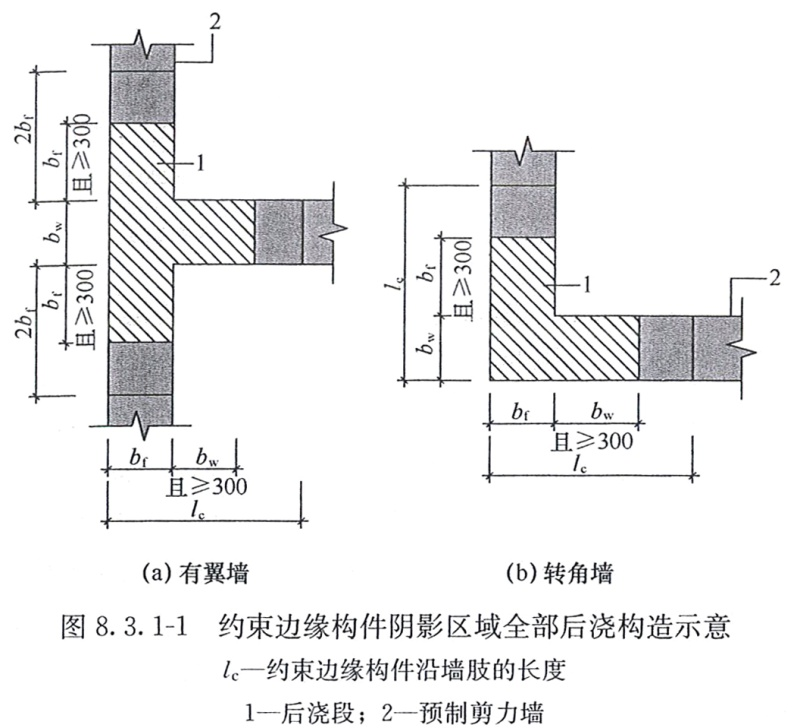 2
2bf
bf
且≥300
1
bw
bf
且≥300
2bf
bf
bw
且≥300
lc
lc
bf
且≥300
bw
1
2
bf
bw
且≥300
lc
(a) 有翼墙
(b) 转角墙
图 8.3.1-1 约束边缘构件阴影区域全部后浇构造示意
lc—约束边缘构件沿墙肢的长度
1—后浇段；2—预制剪力墙